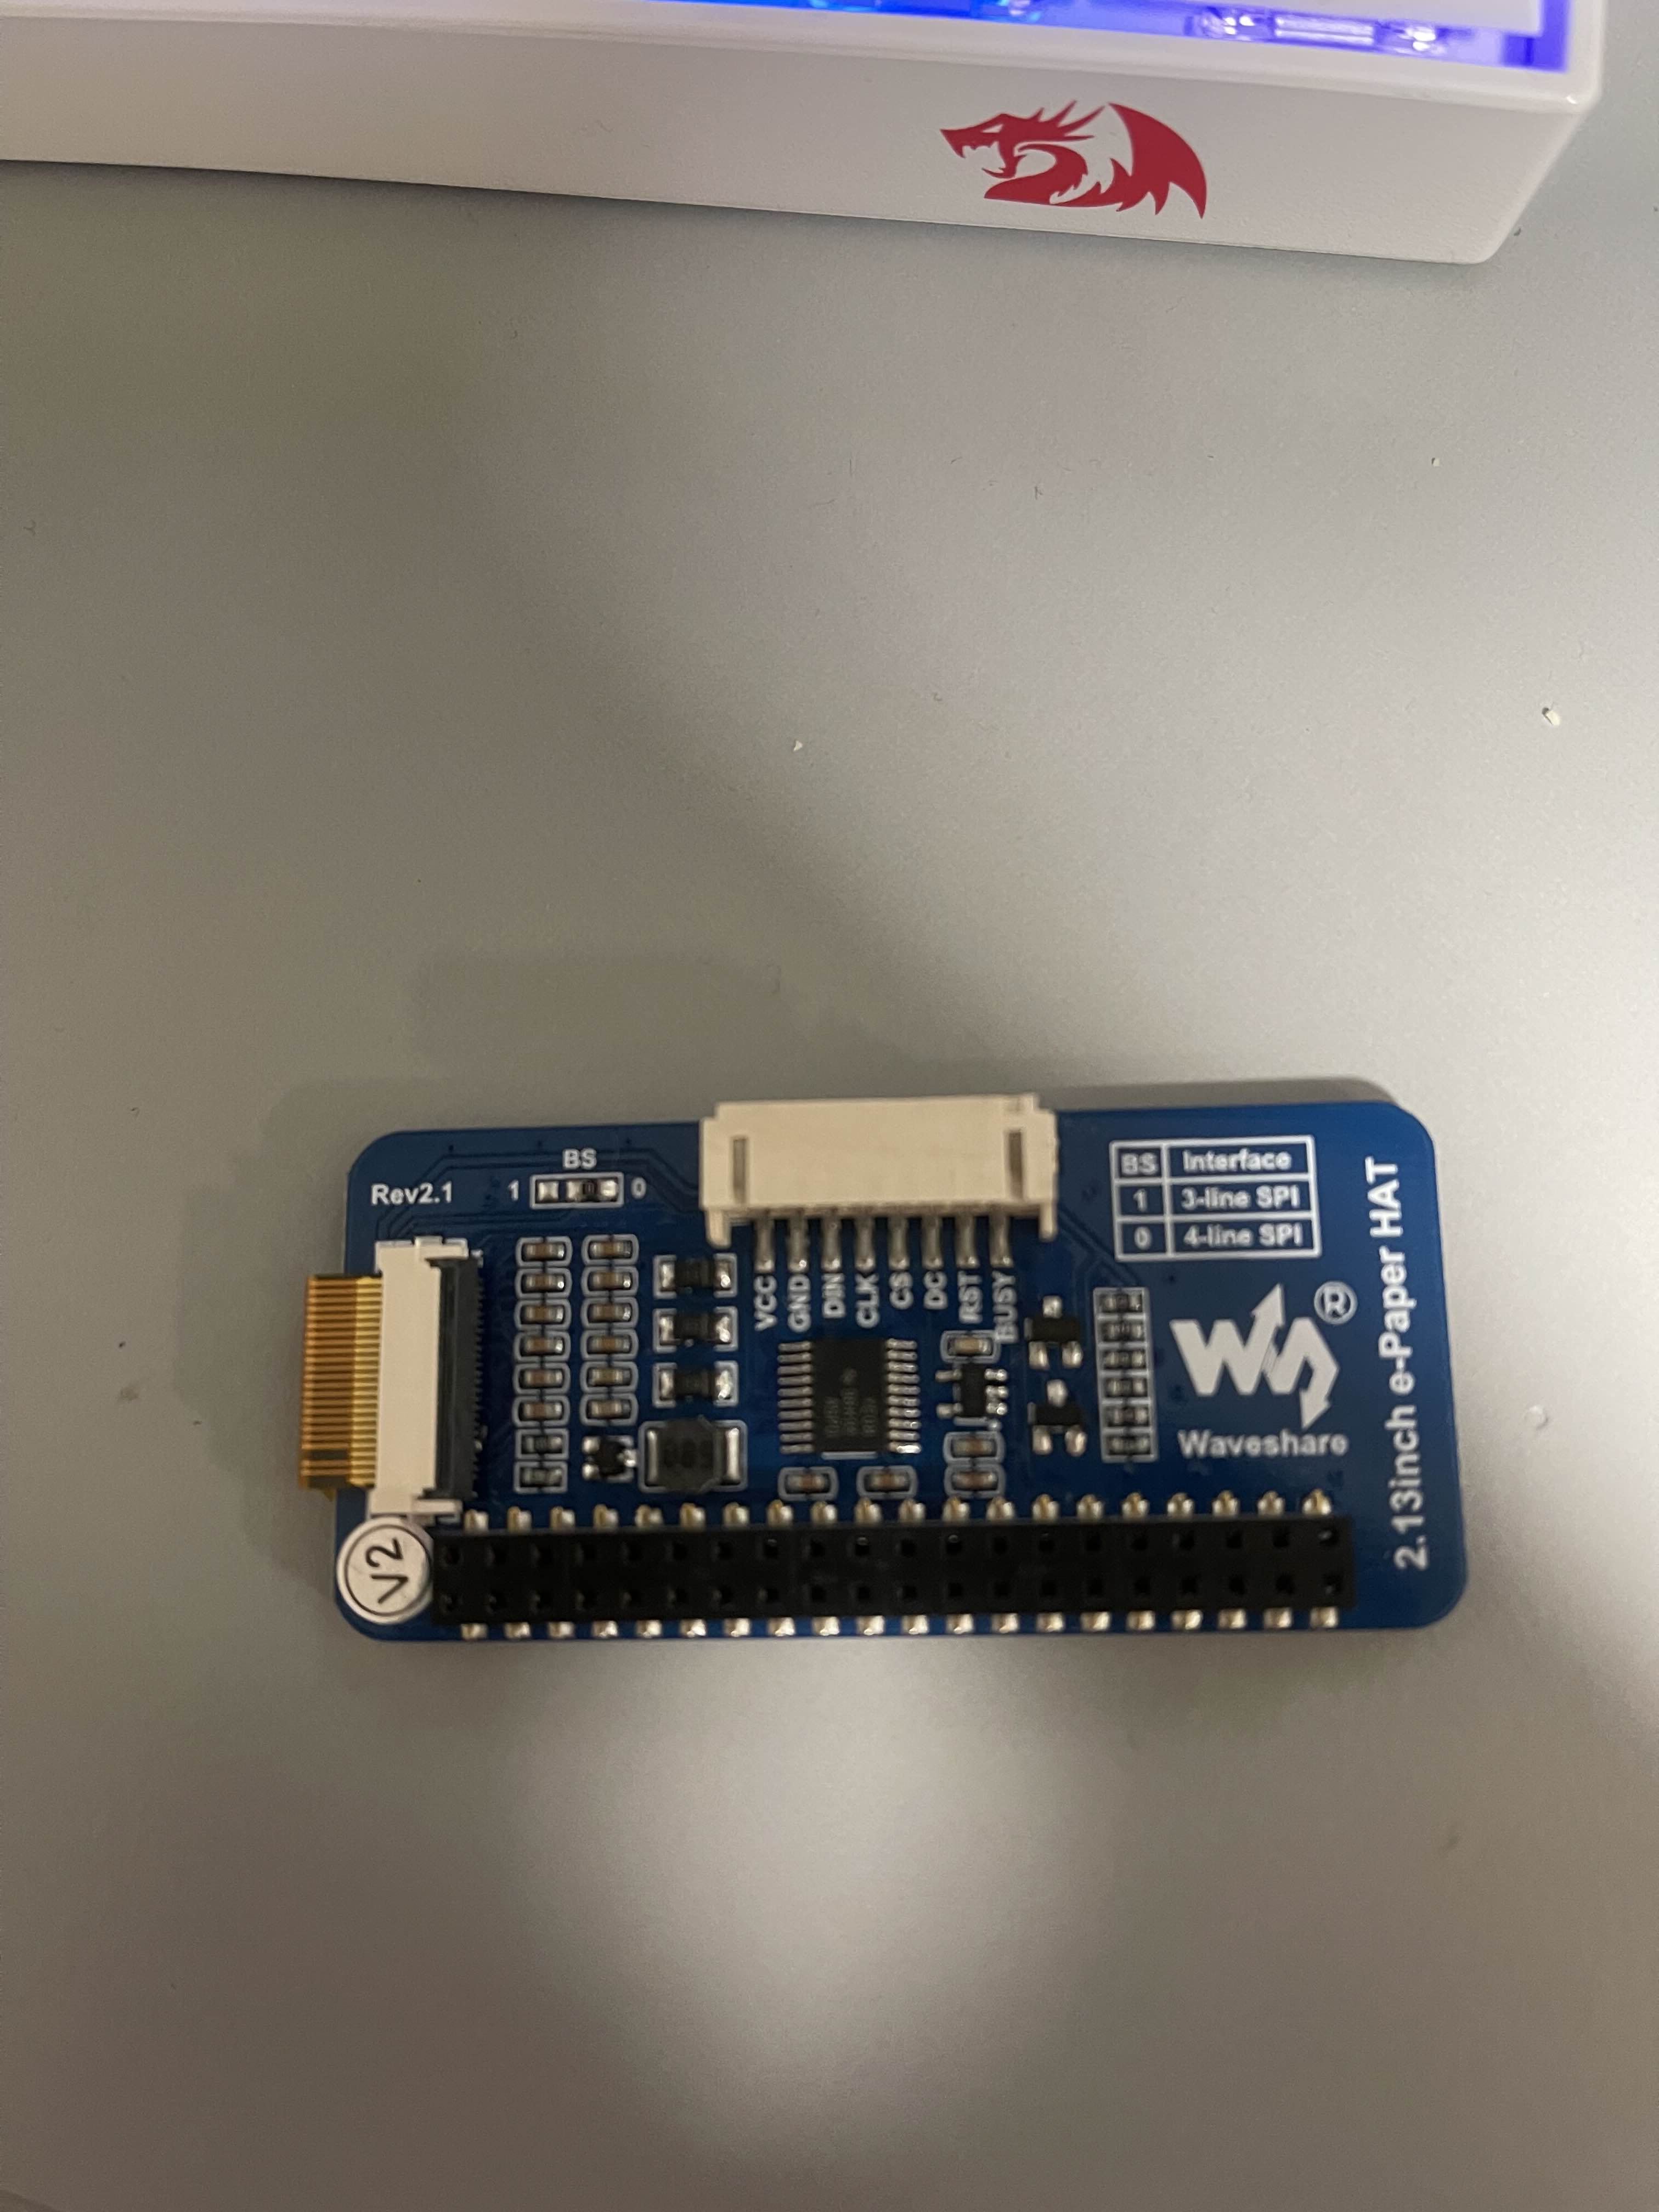 BS
Rev2.1
1
0
BS Interface
1 3-line SPI
0 4-line SPI
VCC
GND
DIN
CLK
CS
DC
RST
BUSY
®
Waveshare
2.13inch e-Paper HAT
V2